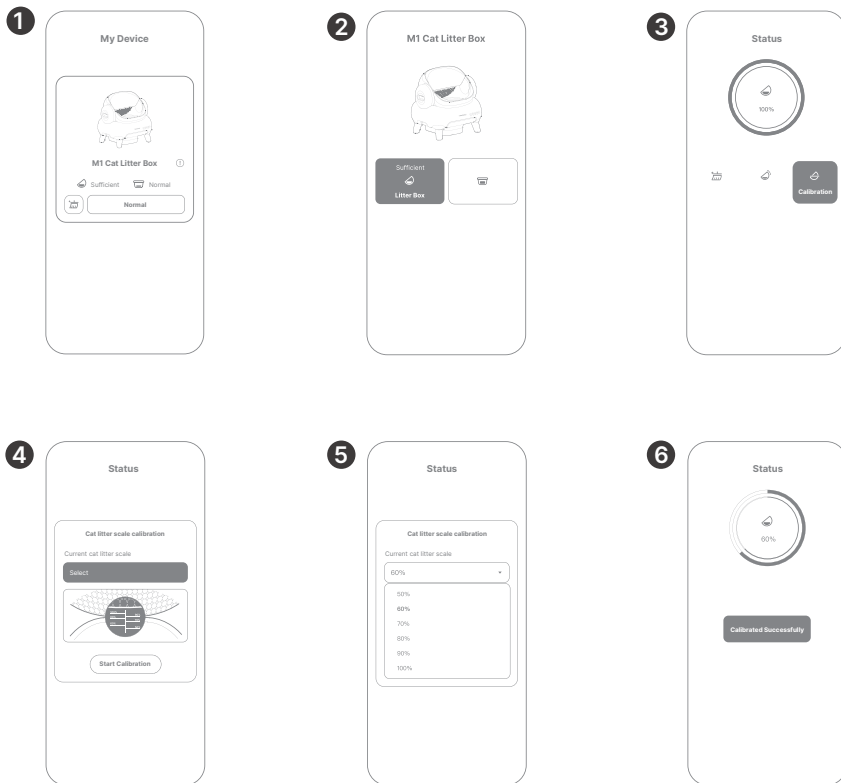 1
My Device
M1 Cat Litter Box
Sufficient Normal
Normal
2
M1 Cat Litter Box
Sufficient
Litter Box
3
Status
100%
Calibration
4
Status
Cat litter scale calibration
Current cat litter scale
Select
Start Calibration
5
Status
Cat litter scale calibration
Current cat litter scale
60%
50%
60%
70%
80%
90%
100%
6
Status
60%
Calibrated Successfully